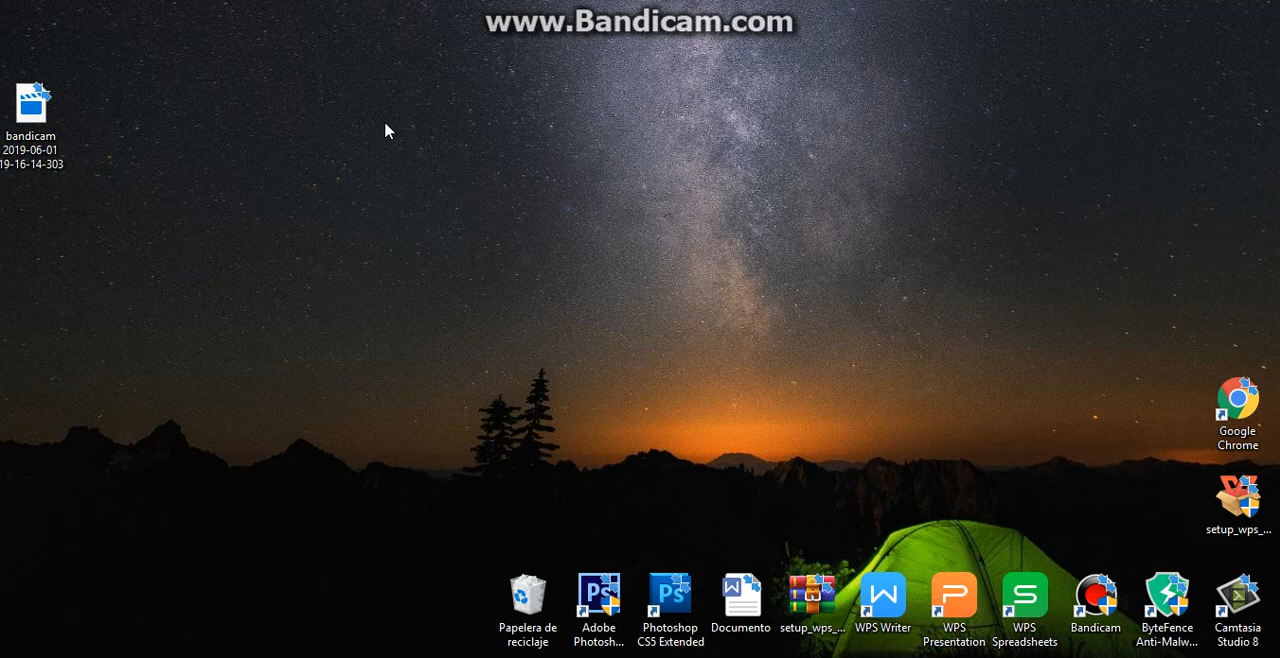 www.Bandicam.com
bandicam
2019-06-01
19-16-14-303
Google
Chrome
setup_wps_...
Papelera de
reciclaje
Adobe
Photosh...
Photoshop
CS5 Extended
Documento
setup_wps_...
WPS Writer
WPS
Presentation
WPS
Spreadsheets
Bandicam
ByteFence
Anti-Malw...
Camtasia
Studio 8